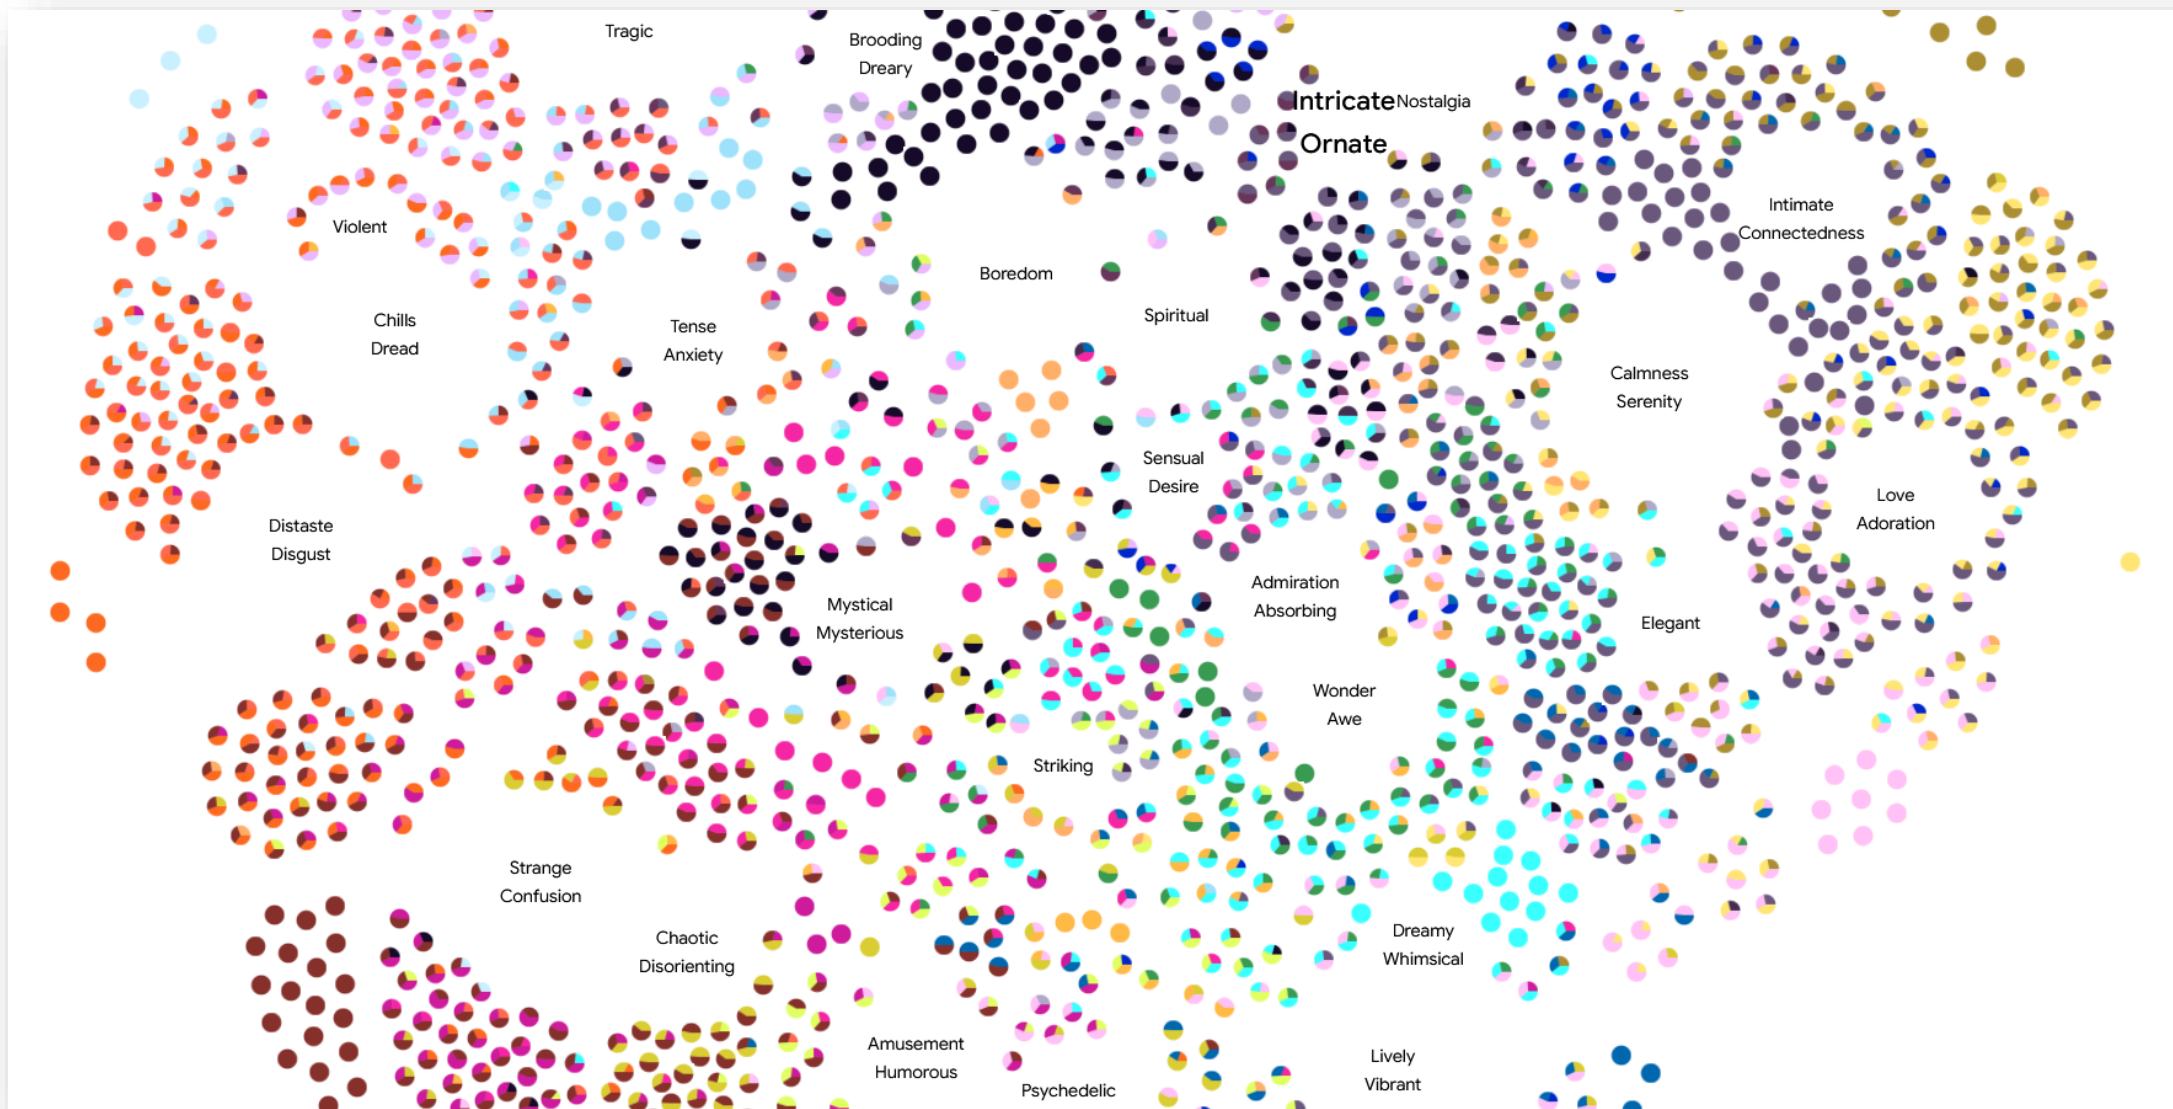 Tragic
Brooding
Dreary
Intricate
Nostalgia
Ornate
Violent
Intimate
Connectedness
Boredom
Spiritual
Chills
Dread
Tense
Anxiety
Calmness
Serenity
Sensual
Desire
Love
Adoration
Distaste
Disgust
Mystical
Mysterious
Admiration
Absorbing
Elegant
Wonder
Awe
Striking
Strange
Confusion
Chaotic
Disorienting
Dreamy
Whimsical
Amusement
Humorous
Lively
Vibrant
Psychedelic